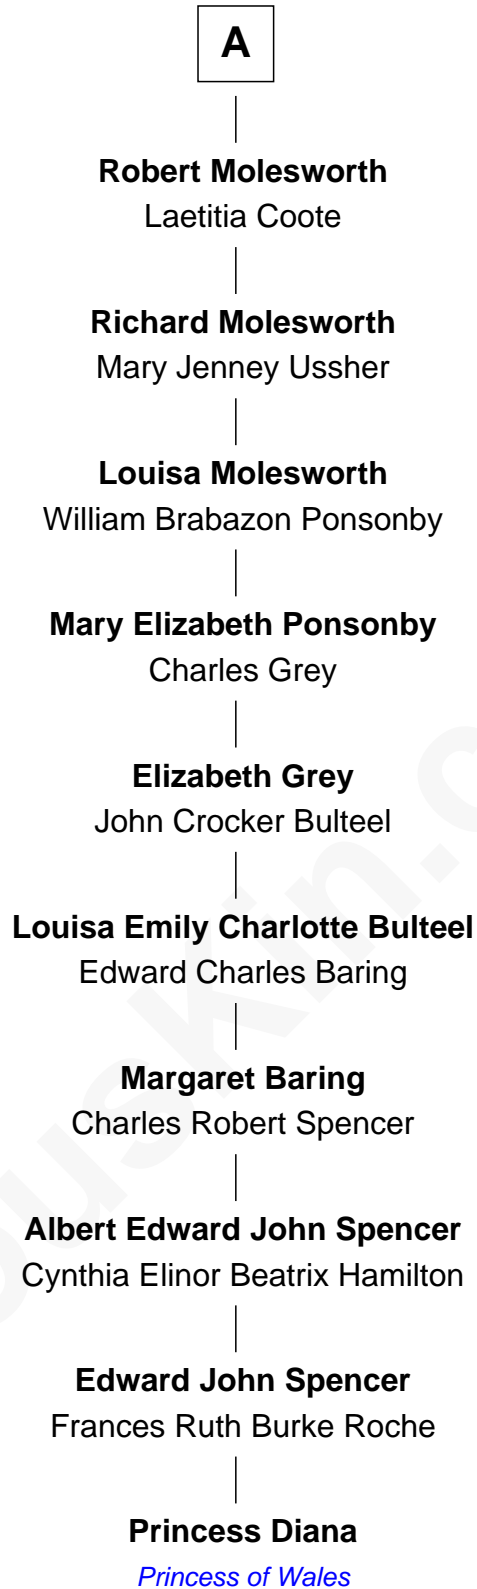 A
Robert Molesworth
Laetitia Coote
Richard Molesworth
Mary Jenney Ussher
Louisa Molesworth
William Brabazon Ponsonby
Mary Elizabeth Ponsonby
Charles Grey
Elizabeth Grey
John Crocker Bulteel
Louisa Emily Charlotte Bulteel
Edward Charles Baring
Margaret Baring
Charles Robert Spencer
Albert Edward John Spencer
Cynthia Elinor Beatrix Hamilton
Edward John Spencer
Frances Ruth Burke Roche
Princess Diana
Princess of Wales